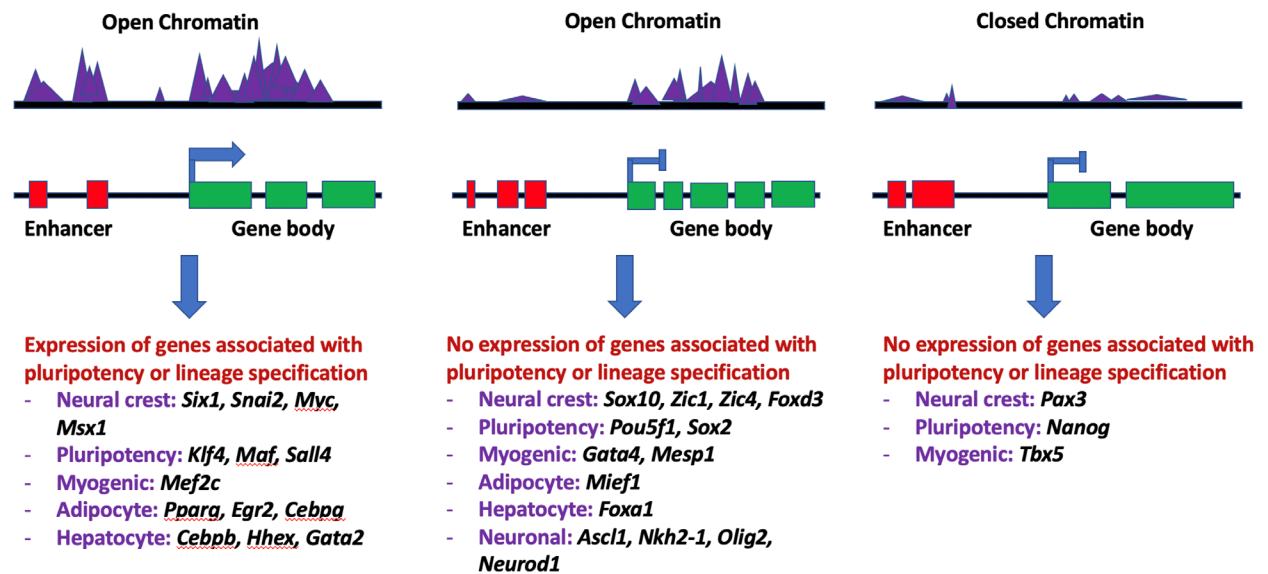 Open Chromatin
Enhancer
Gene body
Expression of genes associated with
pluripotency or lineage specification
- Neural crest: Six1, Snai2, Myc,
Msx1
- Pluripotency: Klf4, Maf, Sall4
- Myogenic: Mef2c
- Adipocyte: Pparg, Egr2, Cebpg
- Hepatocyte: Cebpb, Hhex, Gata2
Open Chromatin
Enhancer
Gene body
No expression of genes associated with
pluripotency or lineage specification
- Neural crest: Sox10, Zic1, Zic4, Foxd3
- Pluripotency: Pou5f1, Sox2
- Myogenic: Gata4, Mesp1
- Adipocyte: Mief1
- Hepatocyte: Foxa1
- Neuronal: Ascl1, Nkh2-1, Olig2,
Neurod1
Closed Chromatin
Enhancer
Gene body
No expression of genes associated with
pluripotency or lineage specification
- Neural crest: Pax3
- Pluripotency: Nanog
- Myogenic: Tbx5